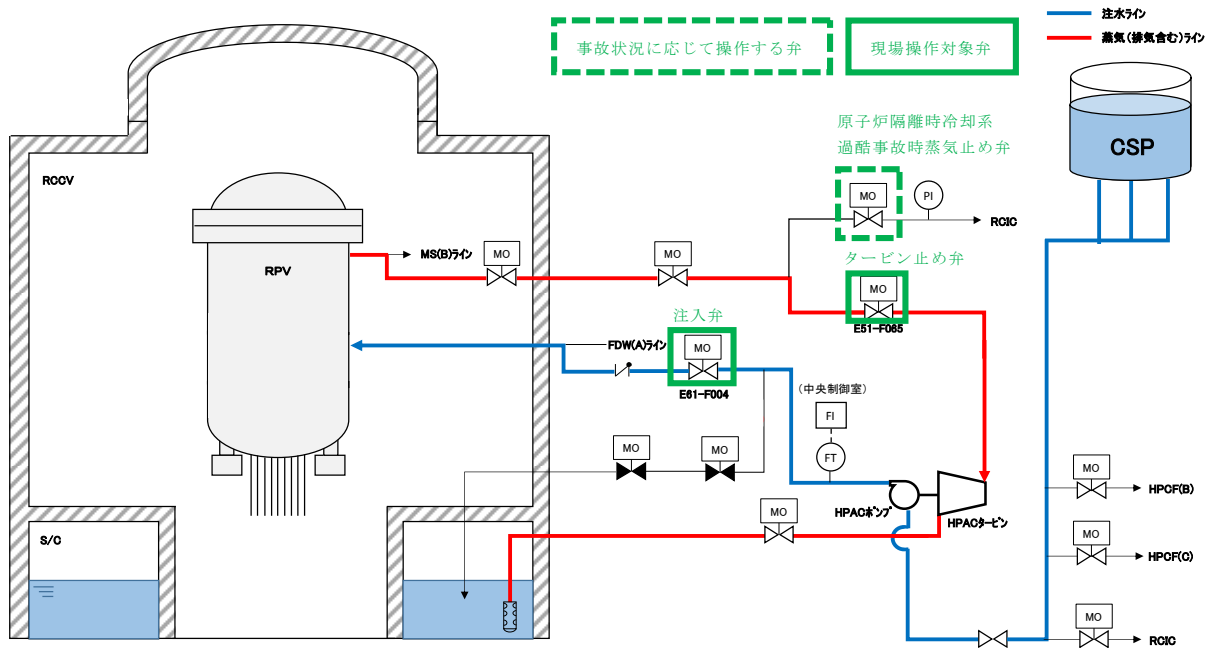 事故状況に応じて操作する弁
現場操作対象弁
注水ライン
蒸気(排気含む)ライン
原子炉隔離時冷却系
過酷事故時蒸気止め弁
CSP
RCCV
MO
PI
RCIC
RPV
MS(B)ライン
MO
MO
タービン止め弁
MO
E51-F065
注入弁
FDW(A)ライン
MO
E61-F004
(中央制御室)
FI
FT
MO
MO
MO
HPCF(B)
HPACポンプ
HPACタービン
MO
S/C
MO
HPCF(C)
MO
RCIC